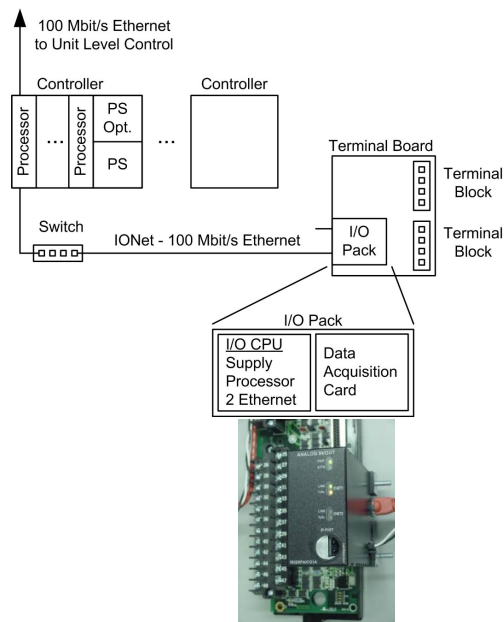 100 Mbit/s Ethernet
to Unit Level Control
Controller
Controller
Processor
...
Processor
PS
Opt.
PS
...
Terminal Board
Terminal
Block
Terminal
Block
Switch
IONet - 100 Mbit/s Ethernet
I/O
Pack
I/O Pack
I/O CPU
Supply
Processor
2 Ethernet
Data
Acquisition
Card
ANALOG IN/OUT